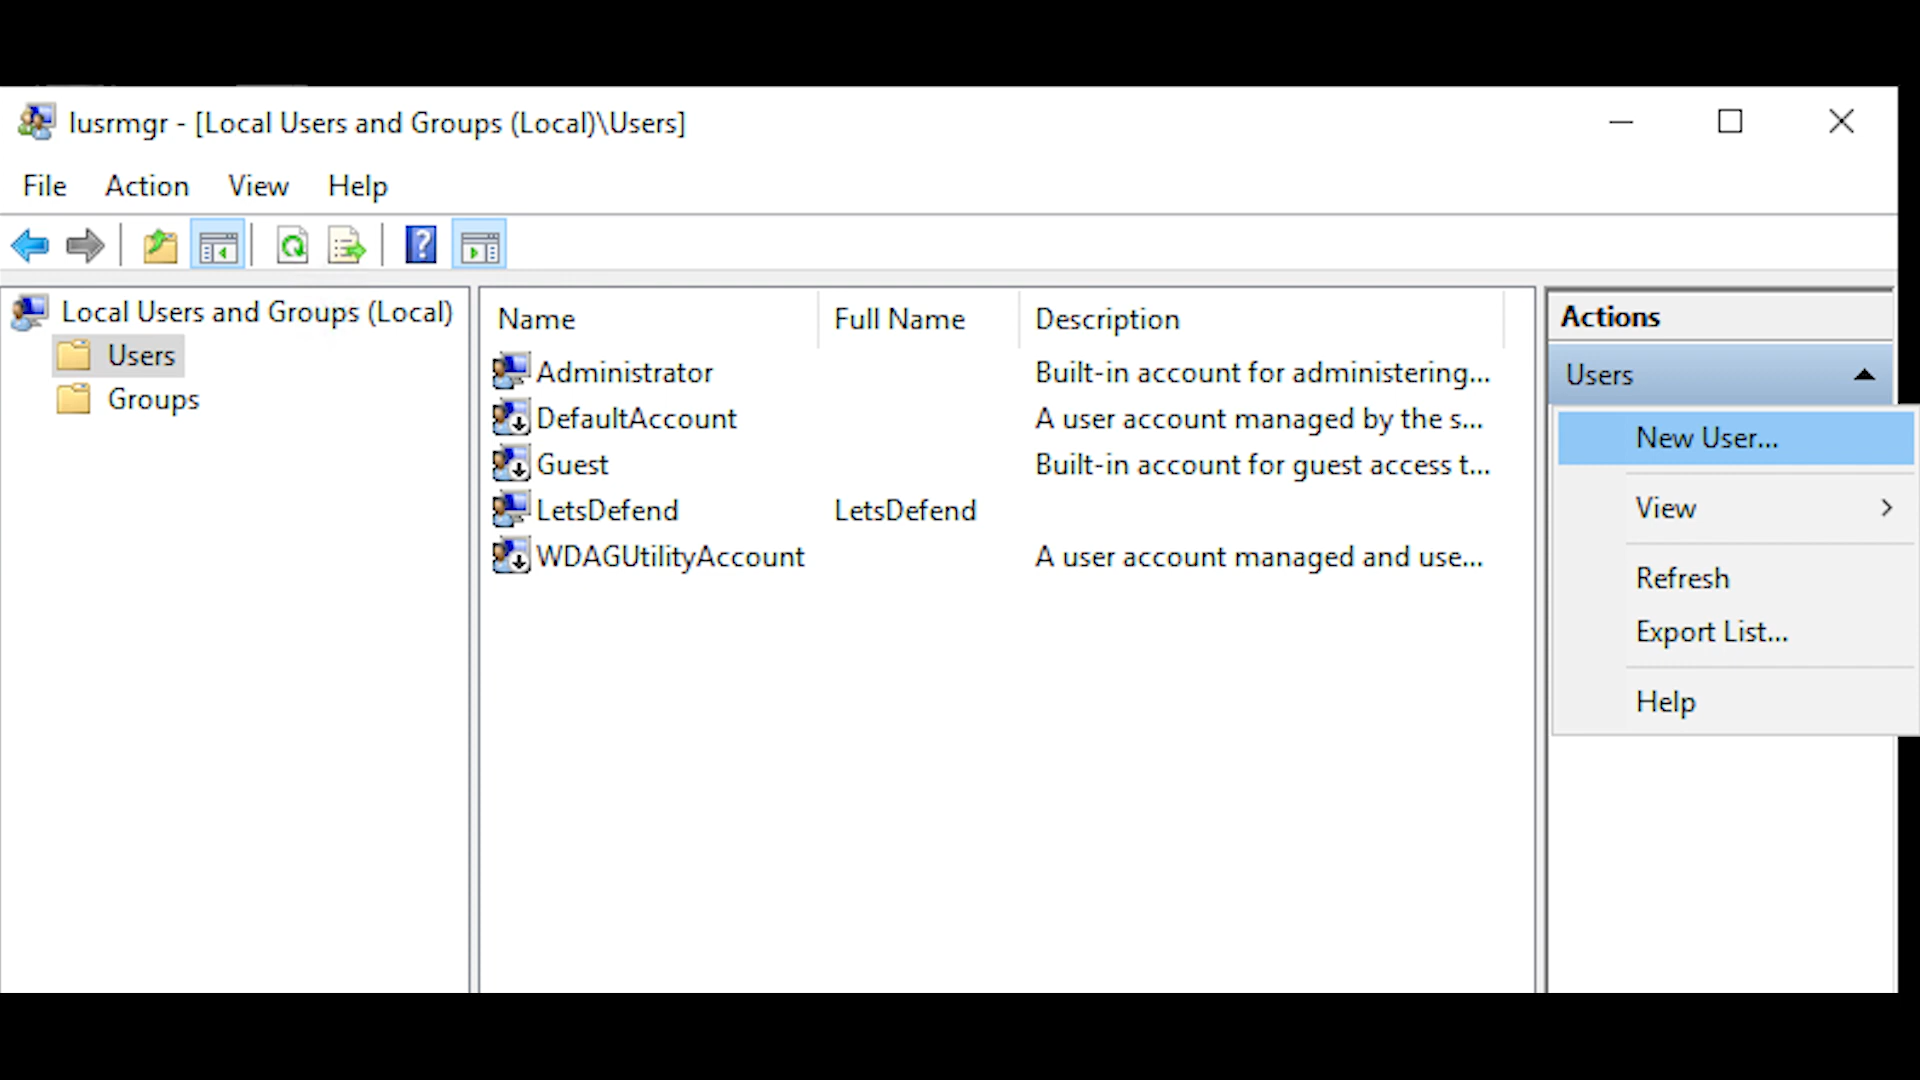 lusrmgr - [Local Users and Groups (Local)\Users]
File Action View Help
Local Users and Groups (Local)
Users
Groups
Name Full Name Description
Administrator Built-in account for administering...
DefaultAccount A user account managed by the s...
Guest Built-in account for guest access t...
LetsDefend LetsDefend
WDAGUtilityAccount A user account managed and use...
Actions
Users
New User...
View
Refresh
Export List...
Help